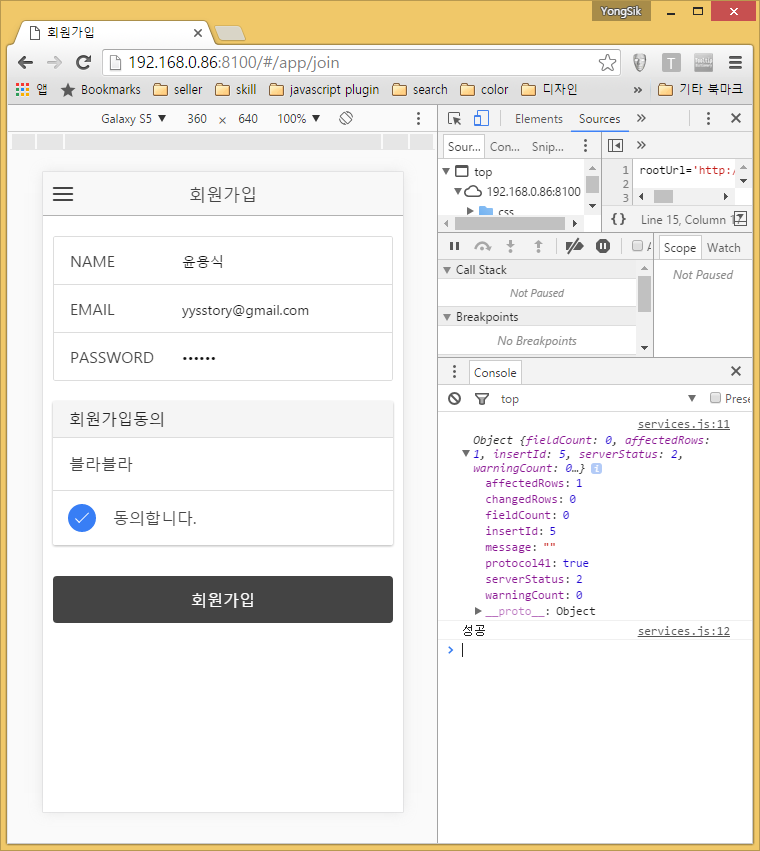 YongSik
회원가입
192.168.0.86:8100/#/app/join
앱 Bookmarks seller skill javascript plugin search color 디자인 » 기타 북마크
Galaxy S5 ▼ 360 x 640 100% ▼
회원가입
NAME 윤용식
EMAIL yysstory@gmail.com
PASSWORD ••••••
회원가입동의
블라블라
동의합니다.
회원가입
Elements Sources »
Sour... Con... Snip...
top
192.168.0.86:8100
css
»
1 rootUrl='http:/
2
3
{} Line 15, Column
Call Stack
Not Paused
Breakpoints
No Breakpoints
Scope Watch
Not Paused
Console
top ▼ Prese
services.js:11
Object {fieldCount: 0, affectedRows:
1, insertId: 5, serverStatus: 2,
warningCount: 0…}
affectedRows: 1
changedRows: 0
fieldCount: 0
insertId: 5
message: ""
protocol41: true
serverStatus: 2
warningCount: 0
__proto__: Object
성공 services.js:12